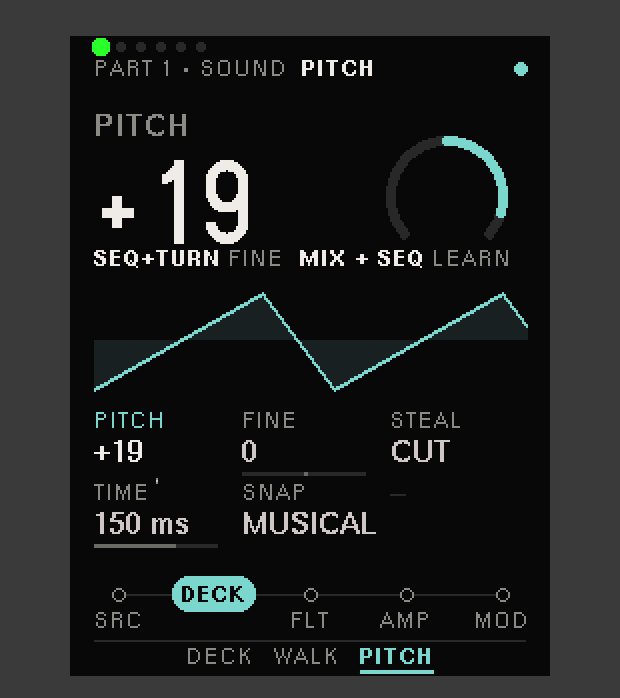 PART 1 · SOUND PITCH
PITCH
+19
SEQ+TURN FINE MIX + SEQ LEARN
PITCH FINE STEAL
+19 0 CUT
TIME' SNAP —
150 ms MUSICAL
DECK
SRC FLT AMP MOD
DECK WALK PITCH